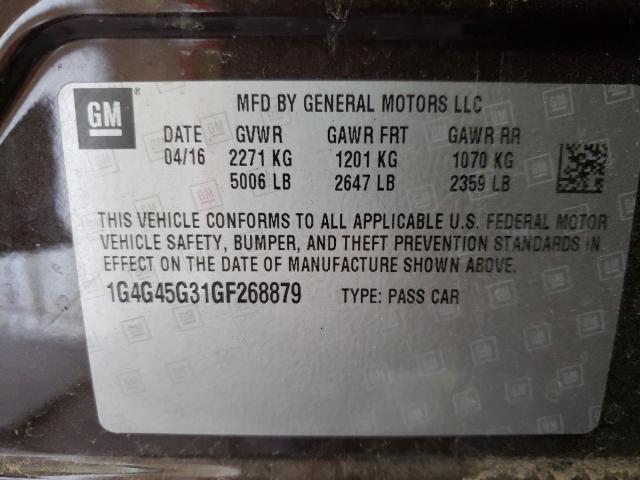 GM
MFD BY GENERAL MOTORS LLC
DATE GVWR GAWR FRT GAWR RR
04/16 2271 KG 1201 KG 1070 KG
5006 LB 2647 LB 2359 LB
THIS VEHICLE CONFORMS TO ALL APPLICABLE U.S. FEDERAL MOTOR
VEHICLE SAFETY, BUMPER, AND THEFT PREVENTION STANDARDS IN
EFFECT ON THE DATE OF MANUFACTURE SHOWN ABOVE.
1G4G45G31GF268879 TYPE: PASS CAR